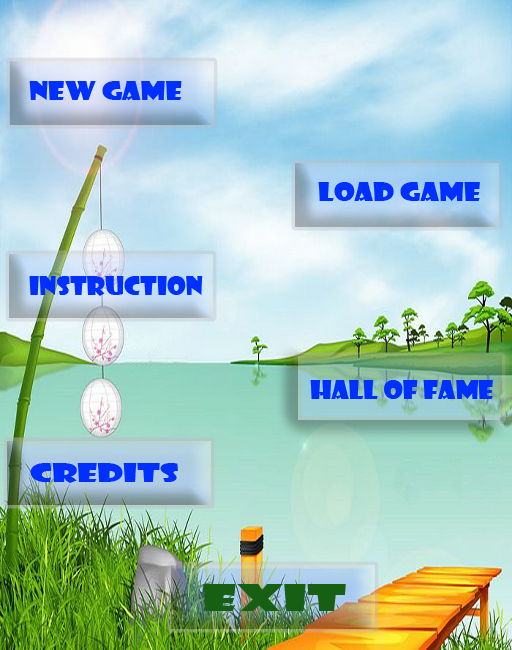 NEW GAME
LOAD GAME
INSTRUCTION
HALL OF FAME
CREDITS
EXIT